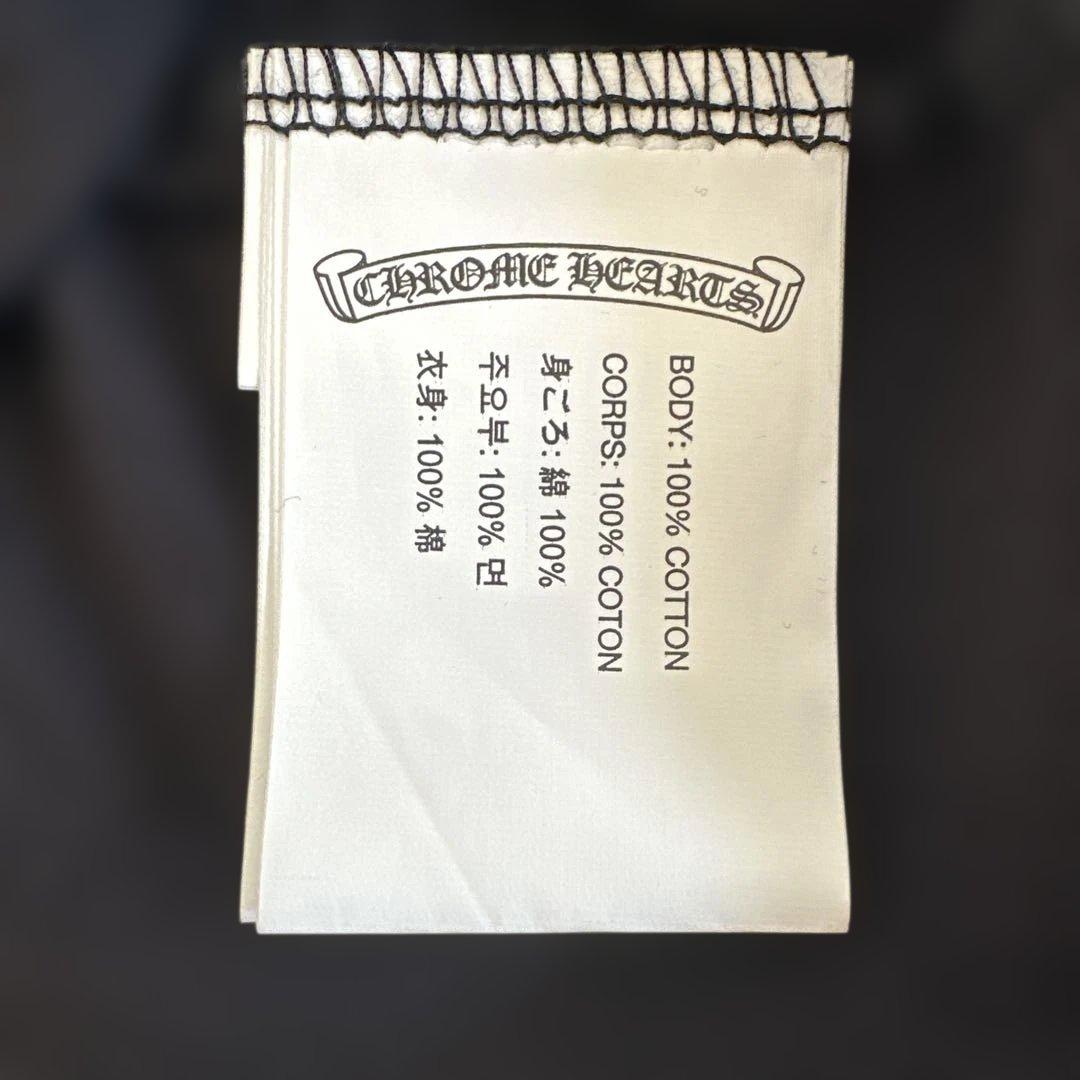 CHROME HEARTS
BODY: 100% COTTON
CORPS: 100% COTON
身ごろ: 綿 100%
주요부: 100% 면
衣身: 100% 棉